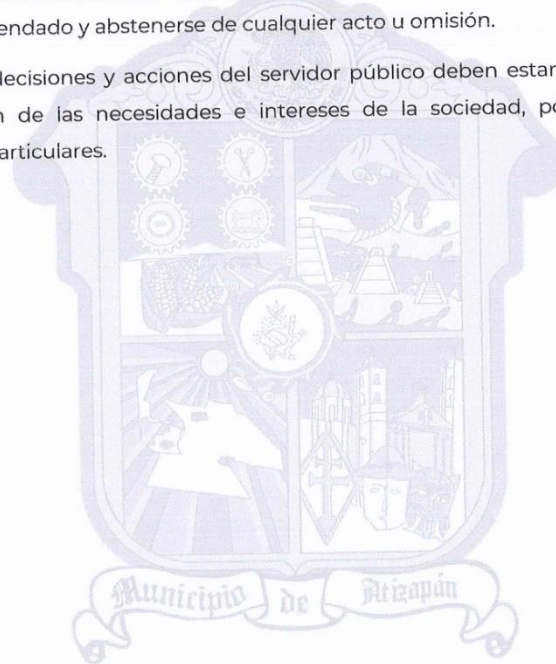 endado y abstenerse de cualquier acto u omisión.
decisiones y acciones del servidor público deben estar
de las necesidades e intereses de la sociedad,
articulares.
Municipio de Atizapán